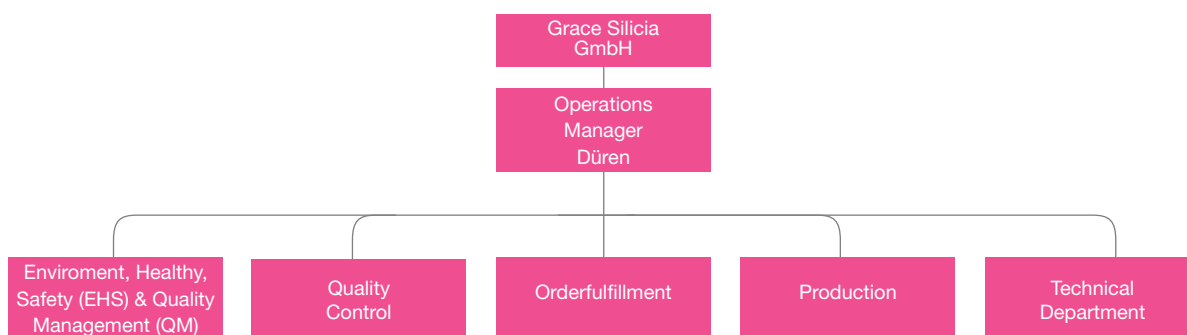 Grace Silicia
GmbH
Operations
Manager
Düren
Enviroment, Healthy,
Safety (EHS) & Quality
Management (QM)
Quality
Control
Orderfulfillment
Production
Technical
Department